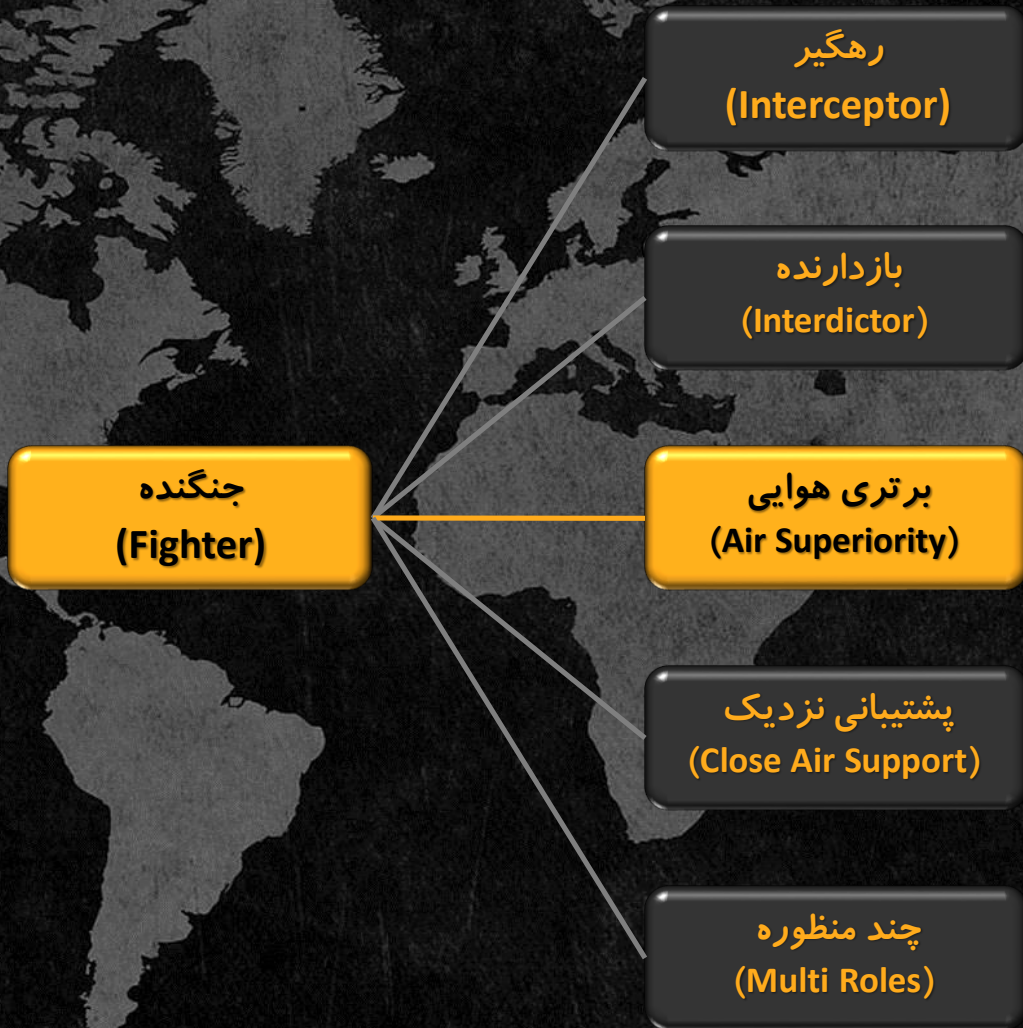 رهگیر
(Interceptor)
بازدارنده
(Interdictor)
جنگنده
(Fighter)
برتری هوایی
(Air Superiority)
پشتیبانی نزدیک
(Close Air Support)
چند منظوره
(Multi Roles)